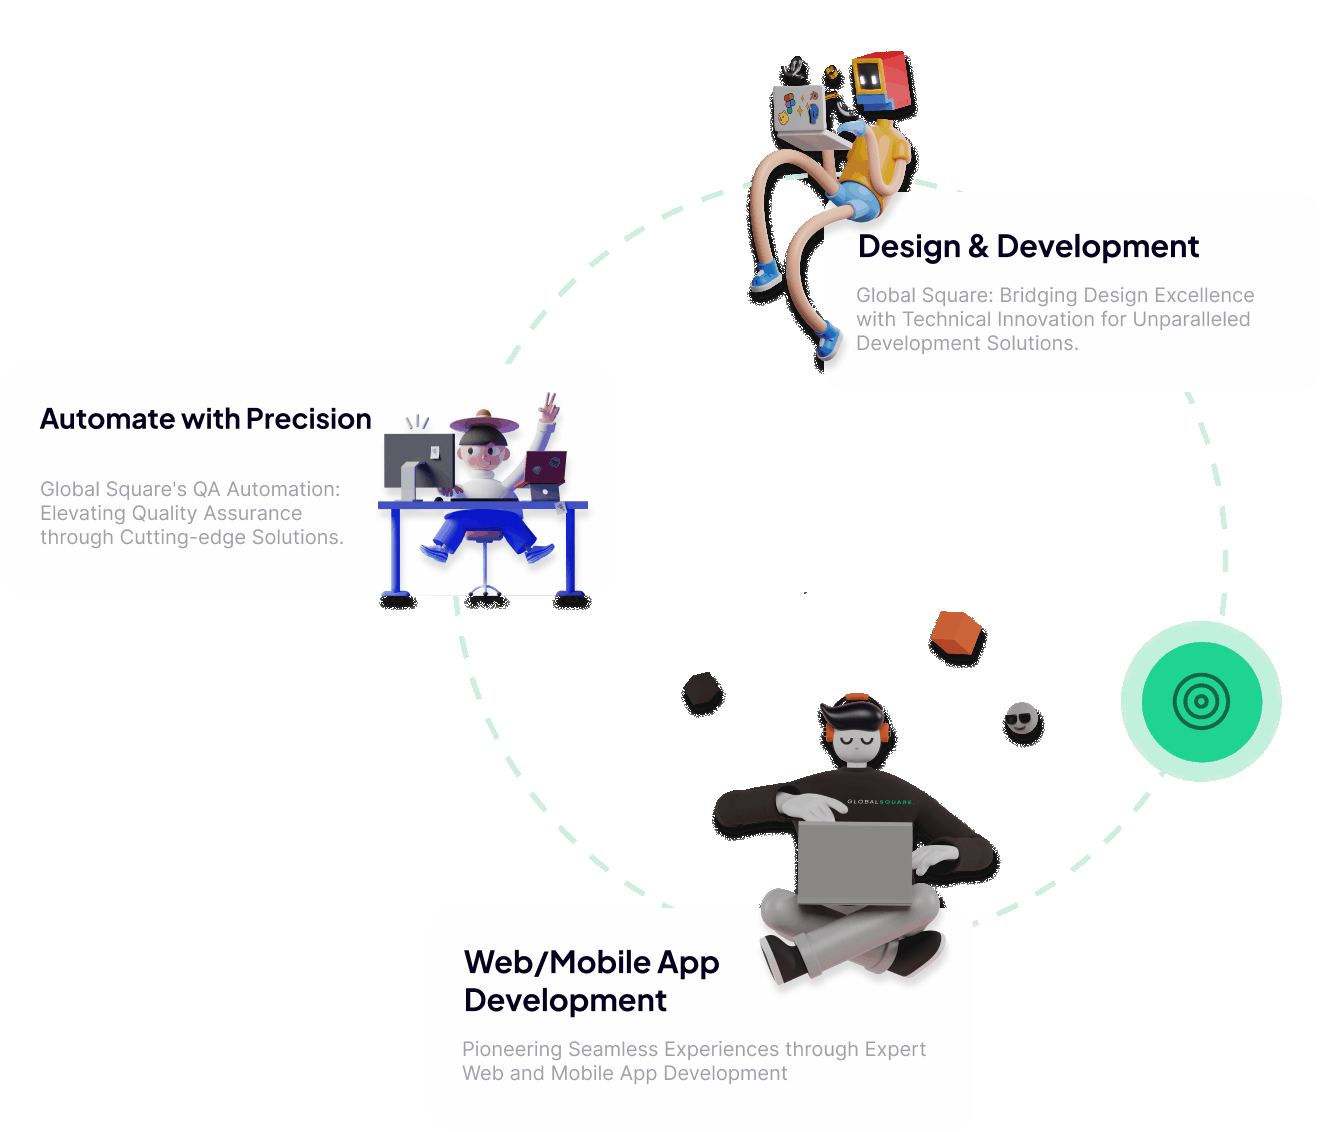 Design & Development
Global Square: Bridging Design Excellence
with Technical Innovation for Unparalleled
Development Solutions.
Automate with Precision
Global Square's QA Automation:
Elevating Quality Assurance
through Cutting-edge Solutions.
GLOBALSQUARE
Web/Mobile App
Development
Pioneering Seamless Experiences through Expert
Web and Mobile App Development